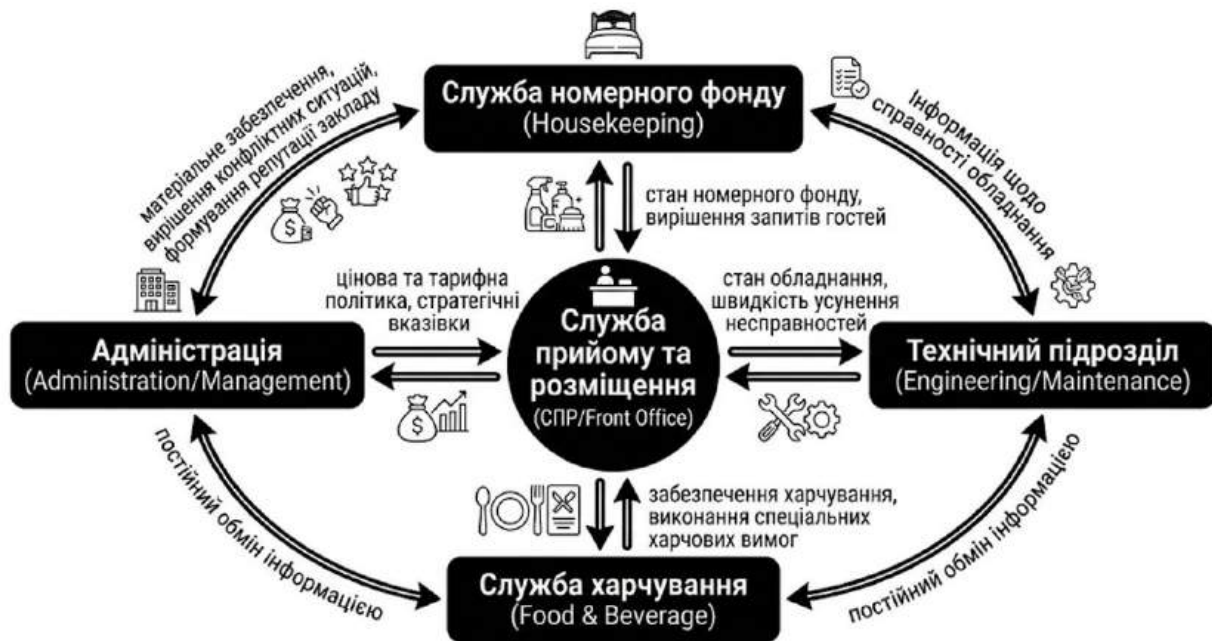 Служба номерного фонду
(Housekeeping)
матеріальне забезпечення,
вирішення конфліктних ситуацій,
формування репутації закладу
Інформація щодо
справності обладнання
стан номерного фонду,
вирішення запитів гостей
цінова та тарифна
політика, стратегічні
вказівки
стан обладнання,
швидкість усунення
несправностей
Адміністрація
(Administration/Management)
Служба
прийому та
розміщення
(СПР/Front Office)
Технічний підрозділ
(Engineering/Maintenance)
постійний обмін інформацією
забезпечення харчування,
виконання спеціальних
харчових вимог
постійний обмін інформацією
Служба харчування
(Food & Beverage)